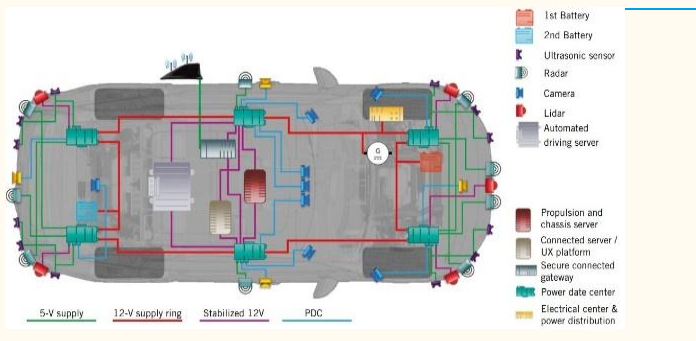 1st Battery
2nd Battery
Ultrasonic sensor
Radar
Camera
Lidar
Automated
driving server
G
Propulsion and
chassis server
Connected server /
UX platform
Secure connected
gateway
Power date center
Electrical center &
power distribution
5-V supply
12-V supply ring
Stabilized 12V
PDC